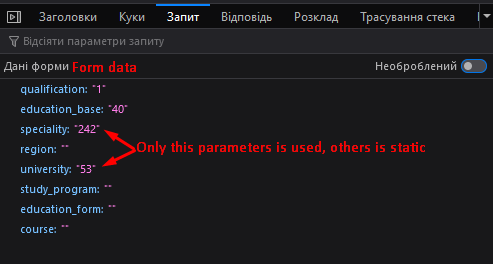 Заголовки Куки Запит Відповідь Розклад Трасування стека
Відсіяти параметри запиту
Дані форми Form data Необроблений
qualification: "1"
education_base: "40"
speciality: "242"
region: ""
Only this parameters is used, others is static
university: "53"
study_program: ""
education_form: ""
course: ""